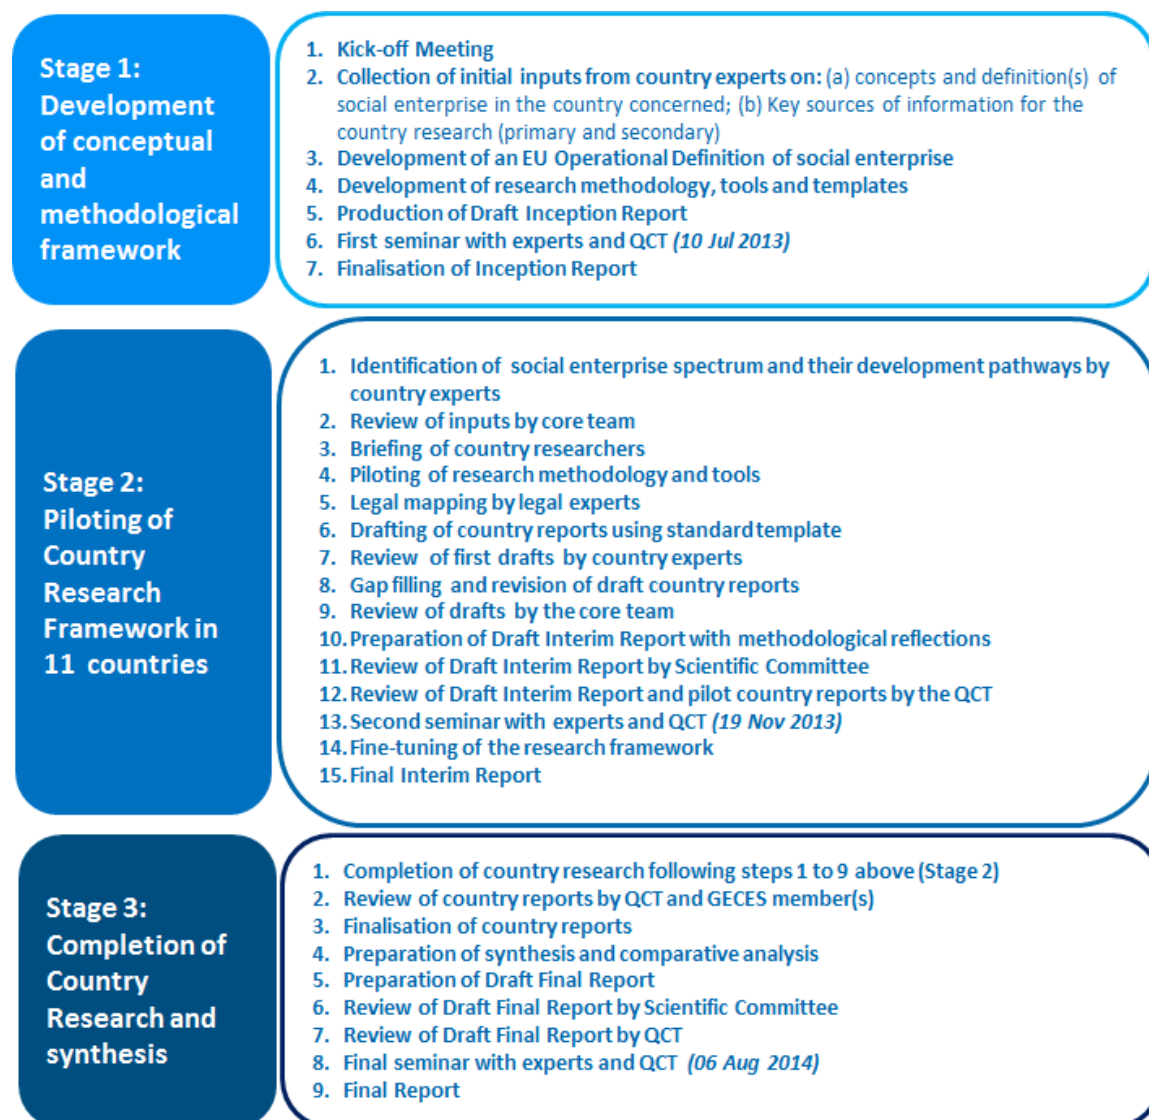 Stage 1:
Development
of conceptual
and
methodological
framework
1. Kick-off Meeting
2. Collection of initial inputs from country experts on: (a) concepts and definition(s) of
social enterprise in the country concerned; (b) Key sources of information for the
country research (primary and secondary)
3. Development of an EU Operational Definition of social enterprise
4. Development of research methodology, tools and templates
5. Production of Draft Inception Report
6. First seminar with experts and QCT (10 Jul 2013)
7. Finalisation of Inception Report
Stage 2:
Piloting of
Country
Research
Framework in
11 countries
1. Identification of social enterprise spectrum and their development pathways by
country experts
2. Review of inputs by core team
3. Briefing of country researchers
4. Piloting of research methodology and tools
5. Legal mapping by legal experts
6. Drafting of country reports using standard template
7. Review of first drafts by country experts
8. Gap filling and revision of draft country reports
9. Review of drafts by the core team
10. Preparation of Draft Interim Report with methodological reflections
11. Review of Draft Interim Report by Scientific Committee
12. Review of Draft Interim Report and pilot country reports by the QCT
13. Second seminar with experts and QCT (19 Nov 2013)
14. Fine-tuning of the research framework
15. Final Interim Report
Stage 3:
Completion of
Country
Research and
synthesis
1. Completion of country research following steps 1 to 9 above (Stage 2)
2. Review of country reports by QCT and GECES member(s)
3. Finalisation of country reports
4. Preparation of synthesis and comparative analysis
5. Preparation of Draft Final Report
6. Review of Draft Final Report by Scientific Committee
7. Review of Draft Final Report by QCT
8. Final seminar with experts and QCT (06 Aug 2014)
9. Final Report